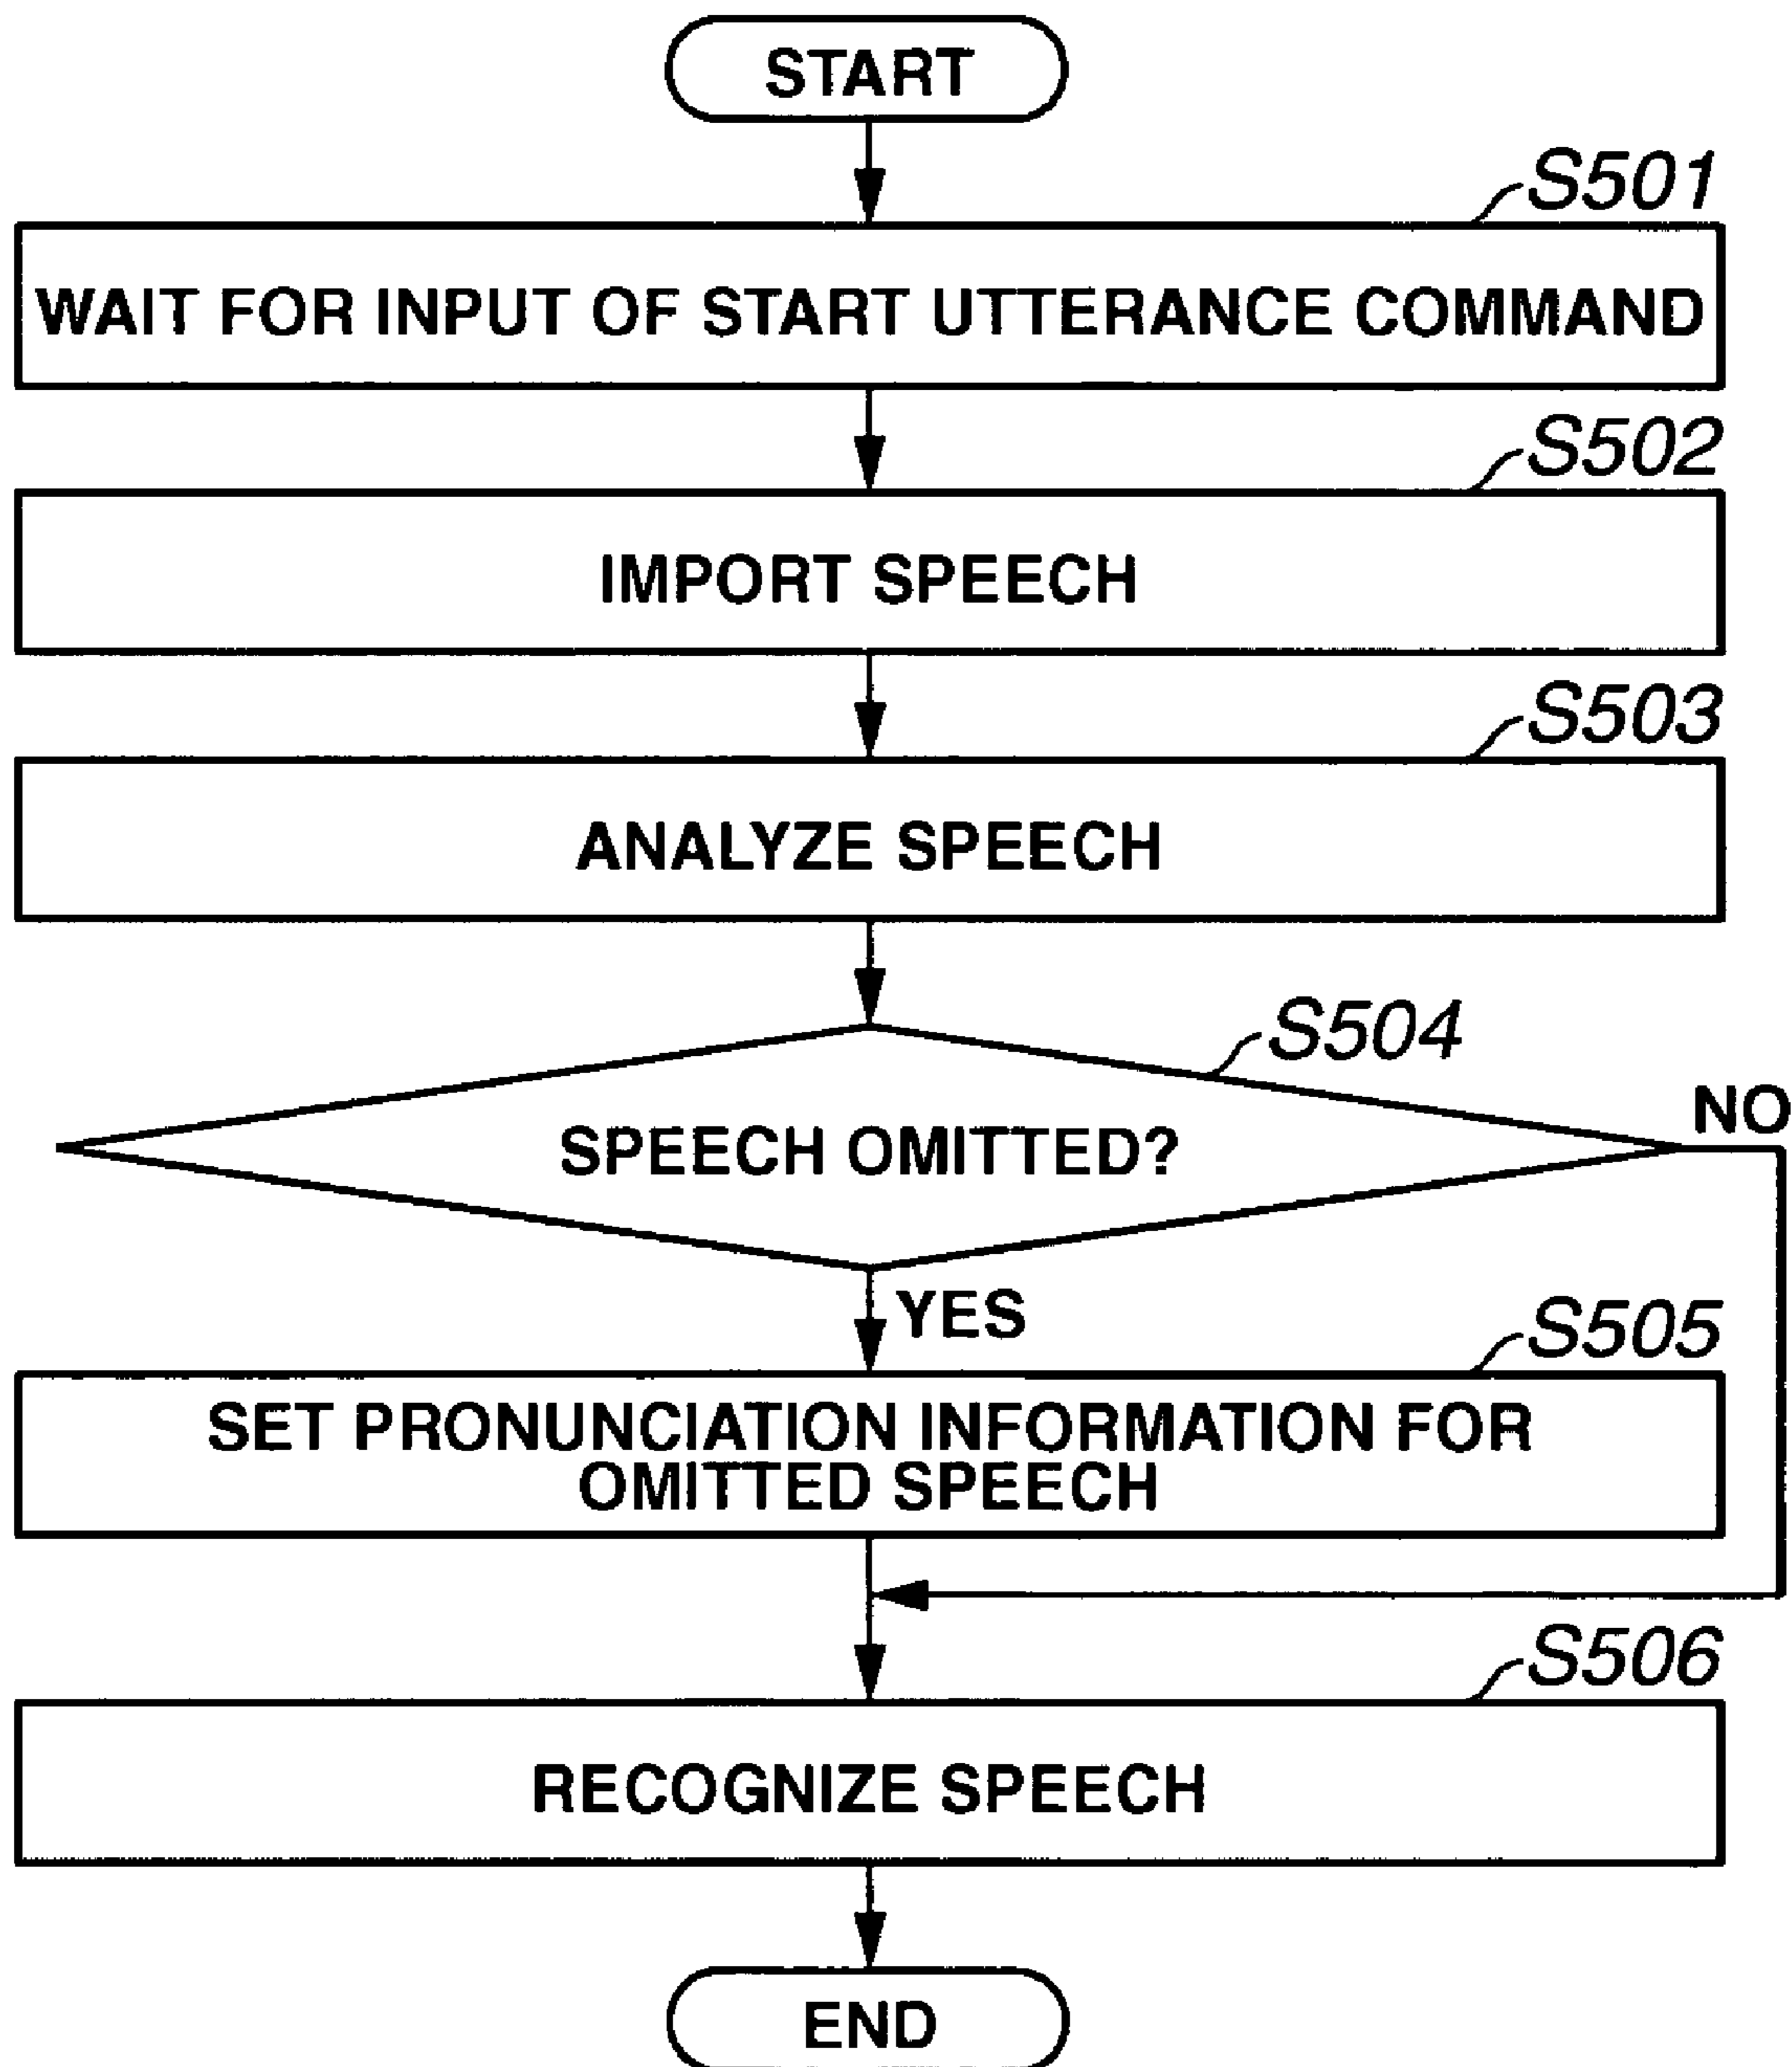 START
S501
WAIT FOR INPUT OF START UTTERANCE COMMAND
S502
IMPORT SPEECH
S503
ANALYZE SPEECH
S504
NO
SPEECH OMITTED?
YES
S505
SET PRONUNCIATION INFORMATION FOR
OMITTED SPEECH
S506
RECOGNIZE SPEECH
END